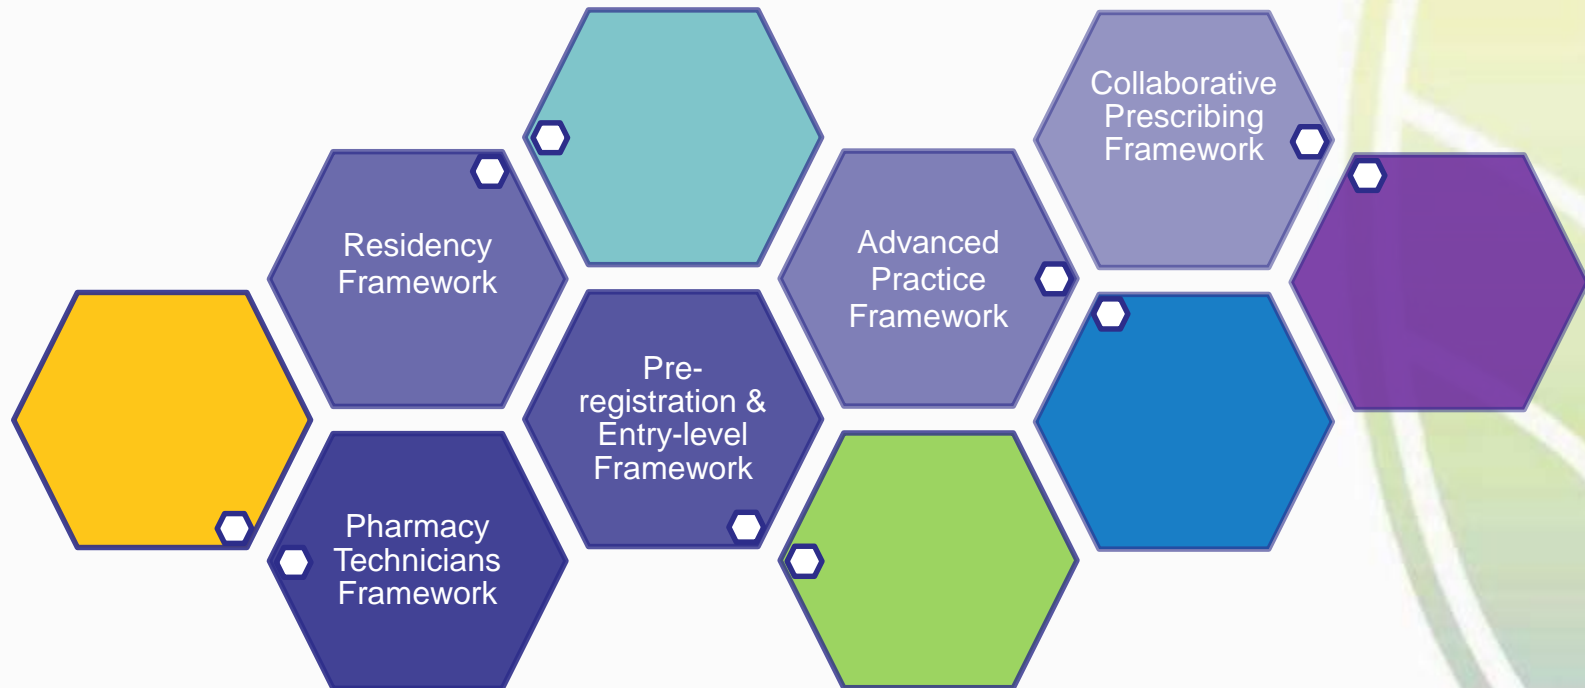 Collaborative
Prescribing
Framework
Residency
Framework
Advanced
Practice
Framework
Pre-
registration &
Entry-level
Framework
Pharmacy
Technicians
Framework